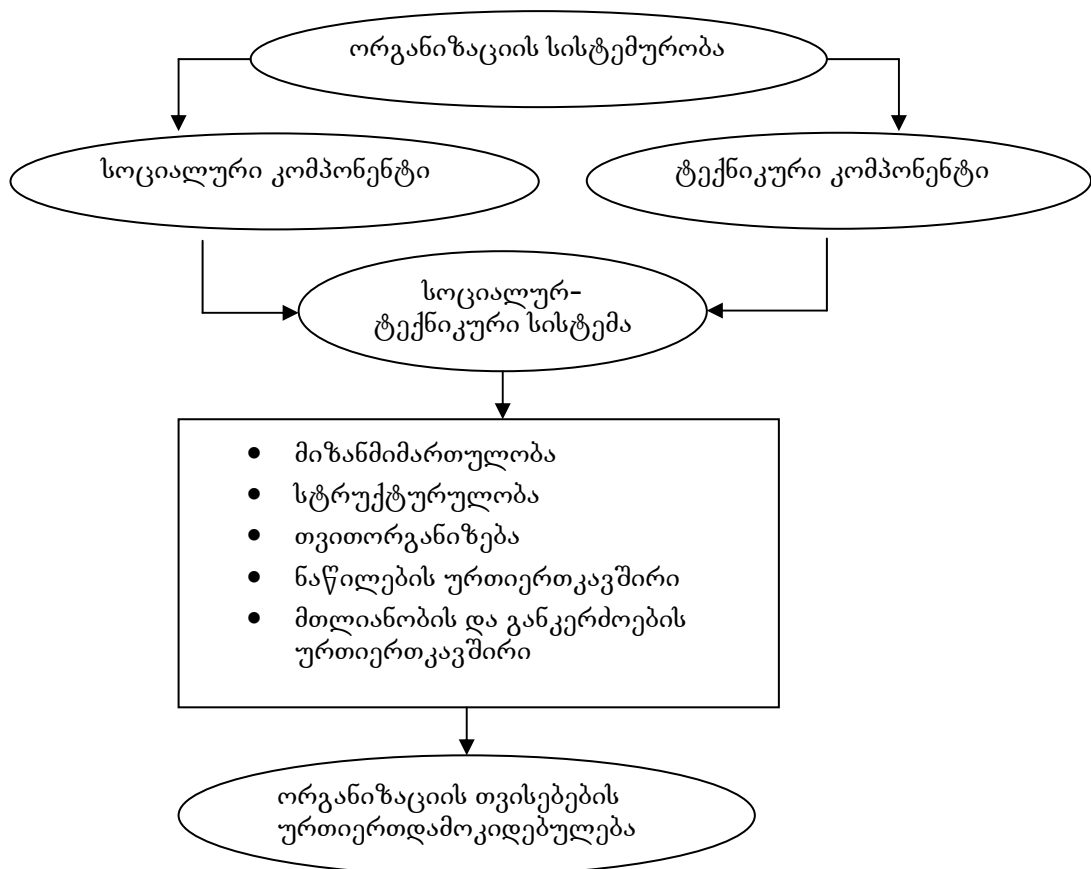 ორგანიზაციის სისტემურობა
სოციალური კომპონენტი
ტექნიკური კომპონენტი
სოციალურ-
ტექნიკური სისტემა
• მიზანმიმართულობა
• სტრუქტურულობა
• თვითორგანიზება
• ნაწილების ურთიერთკავშირი
• მთლიანობის და განკერძოების
ურთიერთკავშირი
ორგანიზაციის თვისებების
ურთიერთდამოკიდებულება